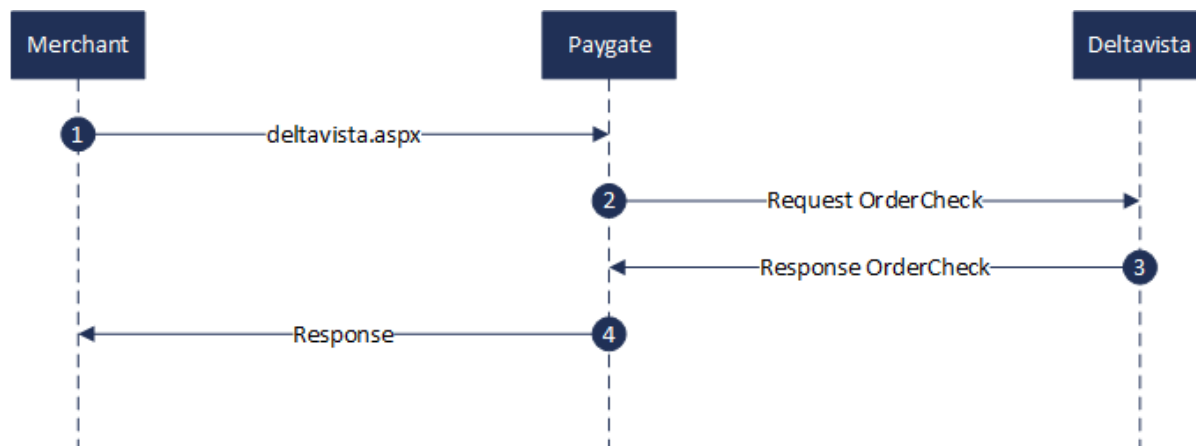 Merchant
Paygate
Deltavista
1
deltavista.aspx
2
Request OrderCheck
Response OrderCheck
3
Response
4